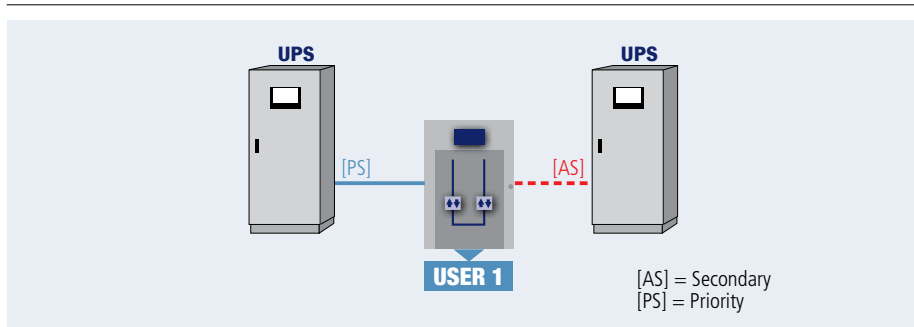 UPS
UPS
[PS]
[AS]
USER 1
[AS] = Secondary
[PS] = Priority